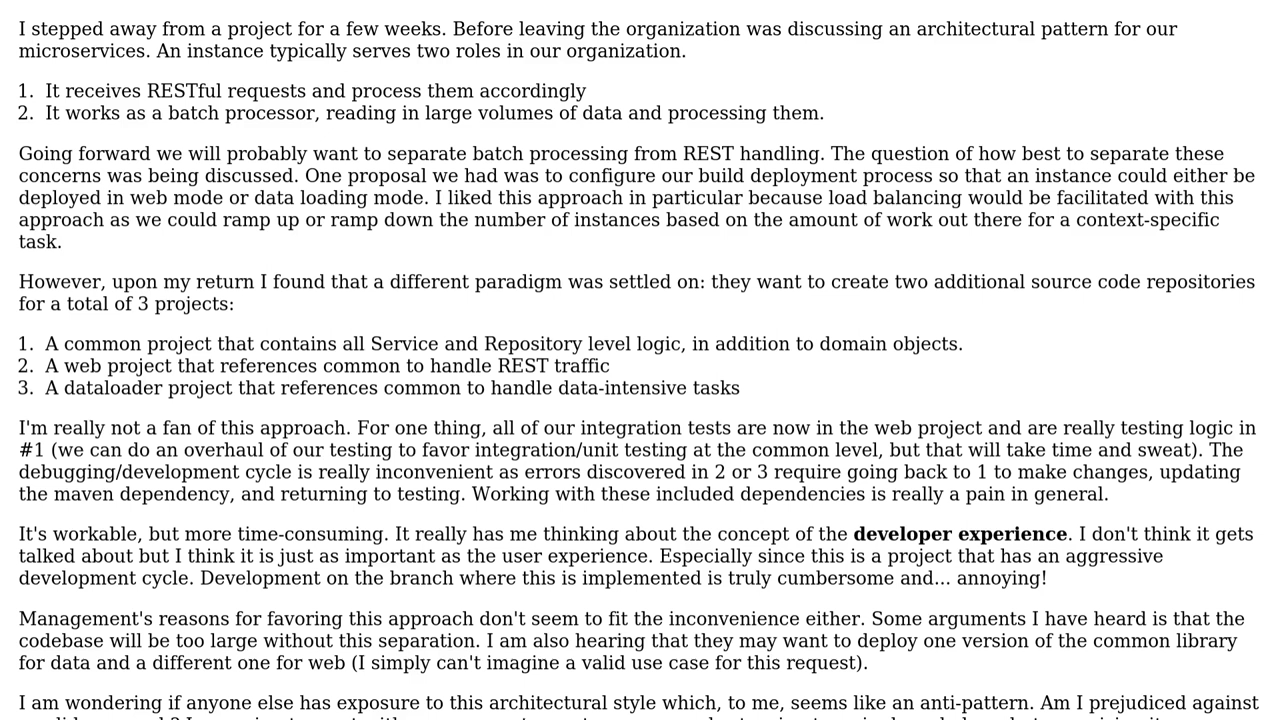 I stepped away from a project for a few weeks. Before leaving the organization was discussing an architectural pattern for our
microservices. An instance typically serves two roles in our organization.
1. It receives RESTful requests and process them accordingly
2. It works as a batch processor, reading in large volumes of data and processing them.
Going forward we will probably want to separate batch processing from REST handling. The question of how best to separate these
concerns was being discussed. One proposal we had was to configure our build deployment process so that an instance could either be
deployed in web mode or data loading mode. I liked this approach in particular because load balancing would be facilitated with this
approach as we could ramp up or ramp down the number of instances based on the amount of work out there for a context-specific
task.
However, upon my return I found that a different paradigm was settled on: they want to create two additional source code repositories
for a total of 3 projects:
1. A common project that contains all Service and Repository level logic, in addition to domain objects.
2. A web project that references common to handle REST traffic
3. A dataloader project that references common to handle data-intensive tasks
I'm really not a fan of this approach. For one thing, all of our integration tests are now in the web project and are really testing logic in
#1 (we can do an overhaul of our testing to favor integration/unit testing at the common level, but that will take time and sweat). The
debugging/development cycle is really inconvenient as errors discovered in 2 or 3 require going back to 1 to make changes, updating
the maven dependency, and returning to testing. Working with these included dependencies is really a pain in general.
It's workable, but more time-consuming. It really has me thinking about the concept of the developer experience. I don't think it gets
talked about but I think it is just as important as the user experience. Especially since this is a project that has an aggressive
development cycle. Development on the branch where this is implemented is truly cumbersome and... annoying!
Management's reasons for favoring this approach don't seem to fit the inconvenience either. Some arguments I have heard is that the
codebase will be too large without this separation. I am also hearing that they may want to deploy one version of the common library
for data and a different one for web (I simply can't imagine a valid use case for this request).
I am wondering if anyone else has exposure to this architectural style which, to me, seems like an anti-pattern. Am I prejudiced against